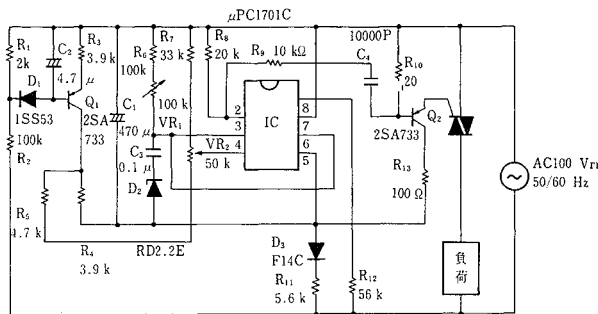 μPC1701C
R₁
2k
C₂
4.7
μ
R₃
3.9k
D₁
1SS53
Q₁
2SA
733
100k
R₂
C₁
470 μ
R₇
R₆
33 k
100k
100 k
VR₁
R₈
20 k
R₉
10 kΩ
10000P
C₄
R₁₀
20
2
3
4
IC
8
7
6
5
VR₂
50 k
C₃
0.1 μ
D₂
RD2.2E
2SA733
Q₂
R₁₃
100 Ω
AC100 Vr
50/60 Hz
R₅
4.7 k
R₄
3.9 k
D₃
F14C
R₁₁
5.6 k
R₁₂
56 k
負荷